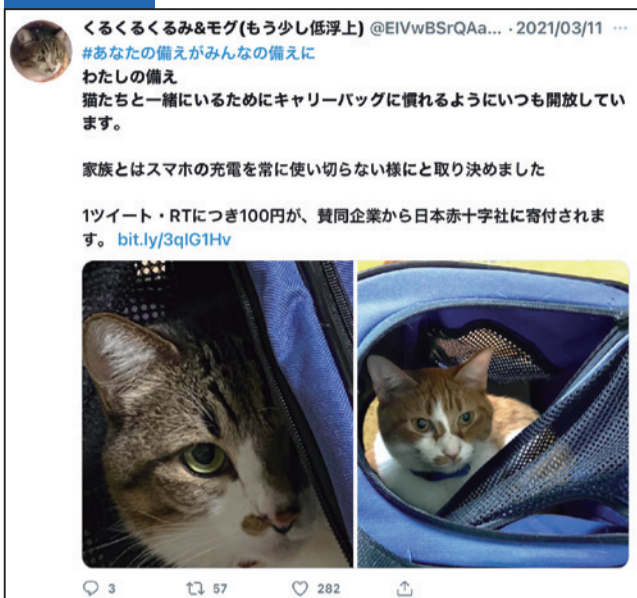 くるくるくるみ&モグ(もう少し低浮上) @EIVwBSrQAa... · 2021/03/11 ···
#あなたの備えがみんなの備えに
わたしの備え
猫たちと一緒にいるためにキャリーバッグに慣れるようにいつも開放してい
ます。
家族とはスマホの充電を常に使い切らない様にと取り決めました
1ツイート・RTにつき100円が、賛同企業から日本赤十字社に寄付されま
す。 bit.ly/3qIG1Hv
3 57 282